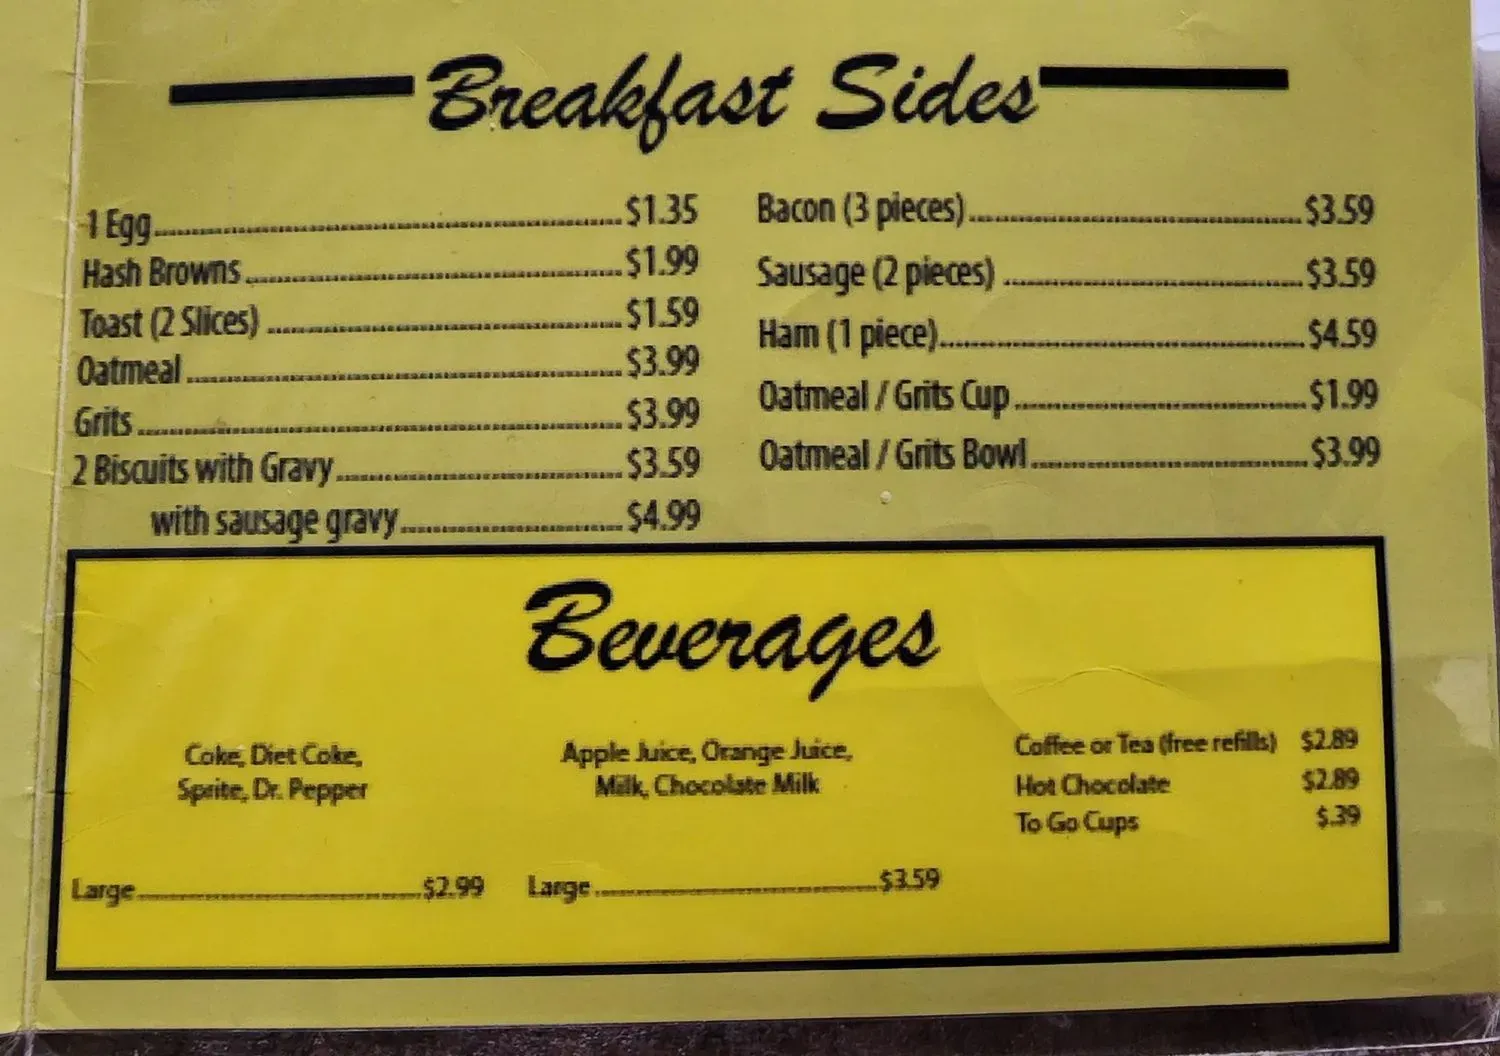 Breakfast Sides
1 Egg $1.35
Hash Browns $1.99
Toast (2 Slices) $1.59
Oatmeal $3.99
Grits $3.99
2 Biscuits with Gravy $3.59
with sausage gravy $4.99
Bacon (3 pieces) $3.59
Sausage (2 pieces) $3.59
Ham (1 piece) $4.59
Oatmeal / Grits Cup $1.99
Oatmeal / Grits Bowl $3.99
Beverages
Coke, Diet Coke,
Sprite, Dr. Pepper
Large $2.99
Apple Juice, Orange Juice,
Milk, Chocolate Milk
Large $3.59
Coffee or Tea (free refills) $2.89
Hot Chocolate $2.89
To Go Cups $.39